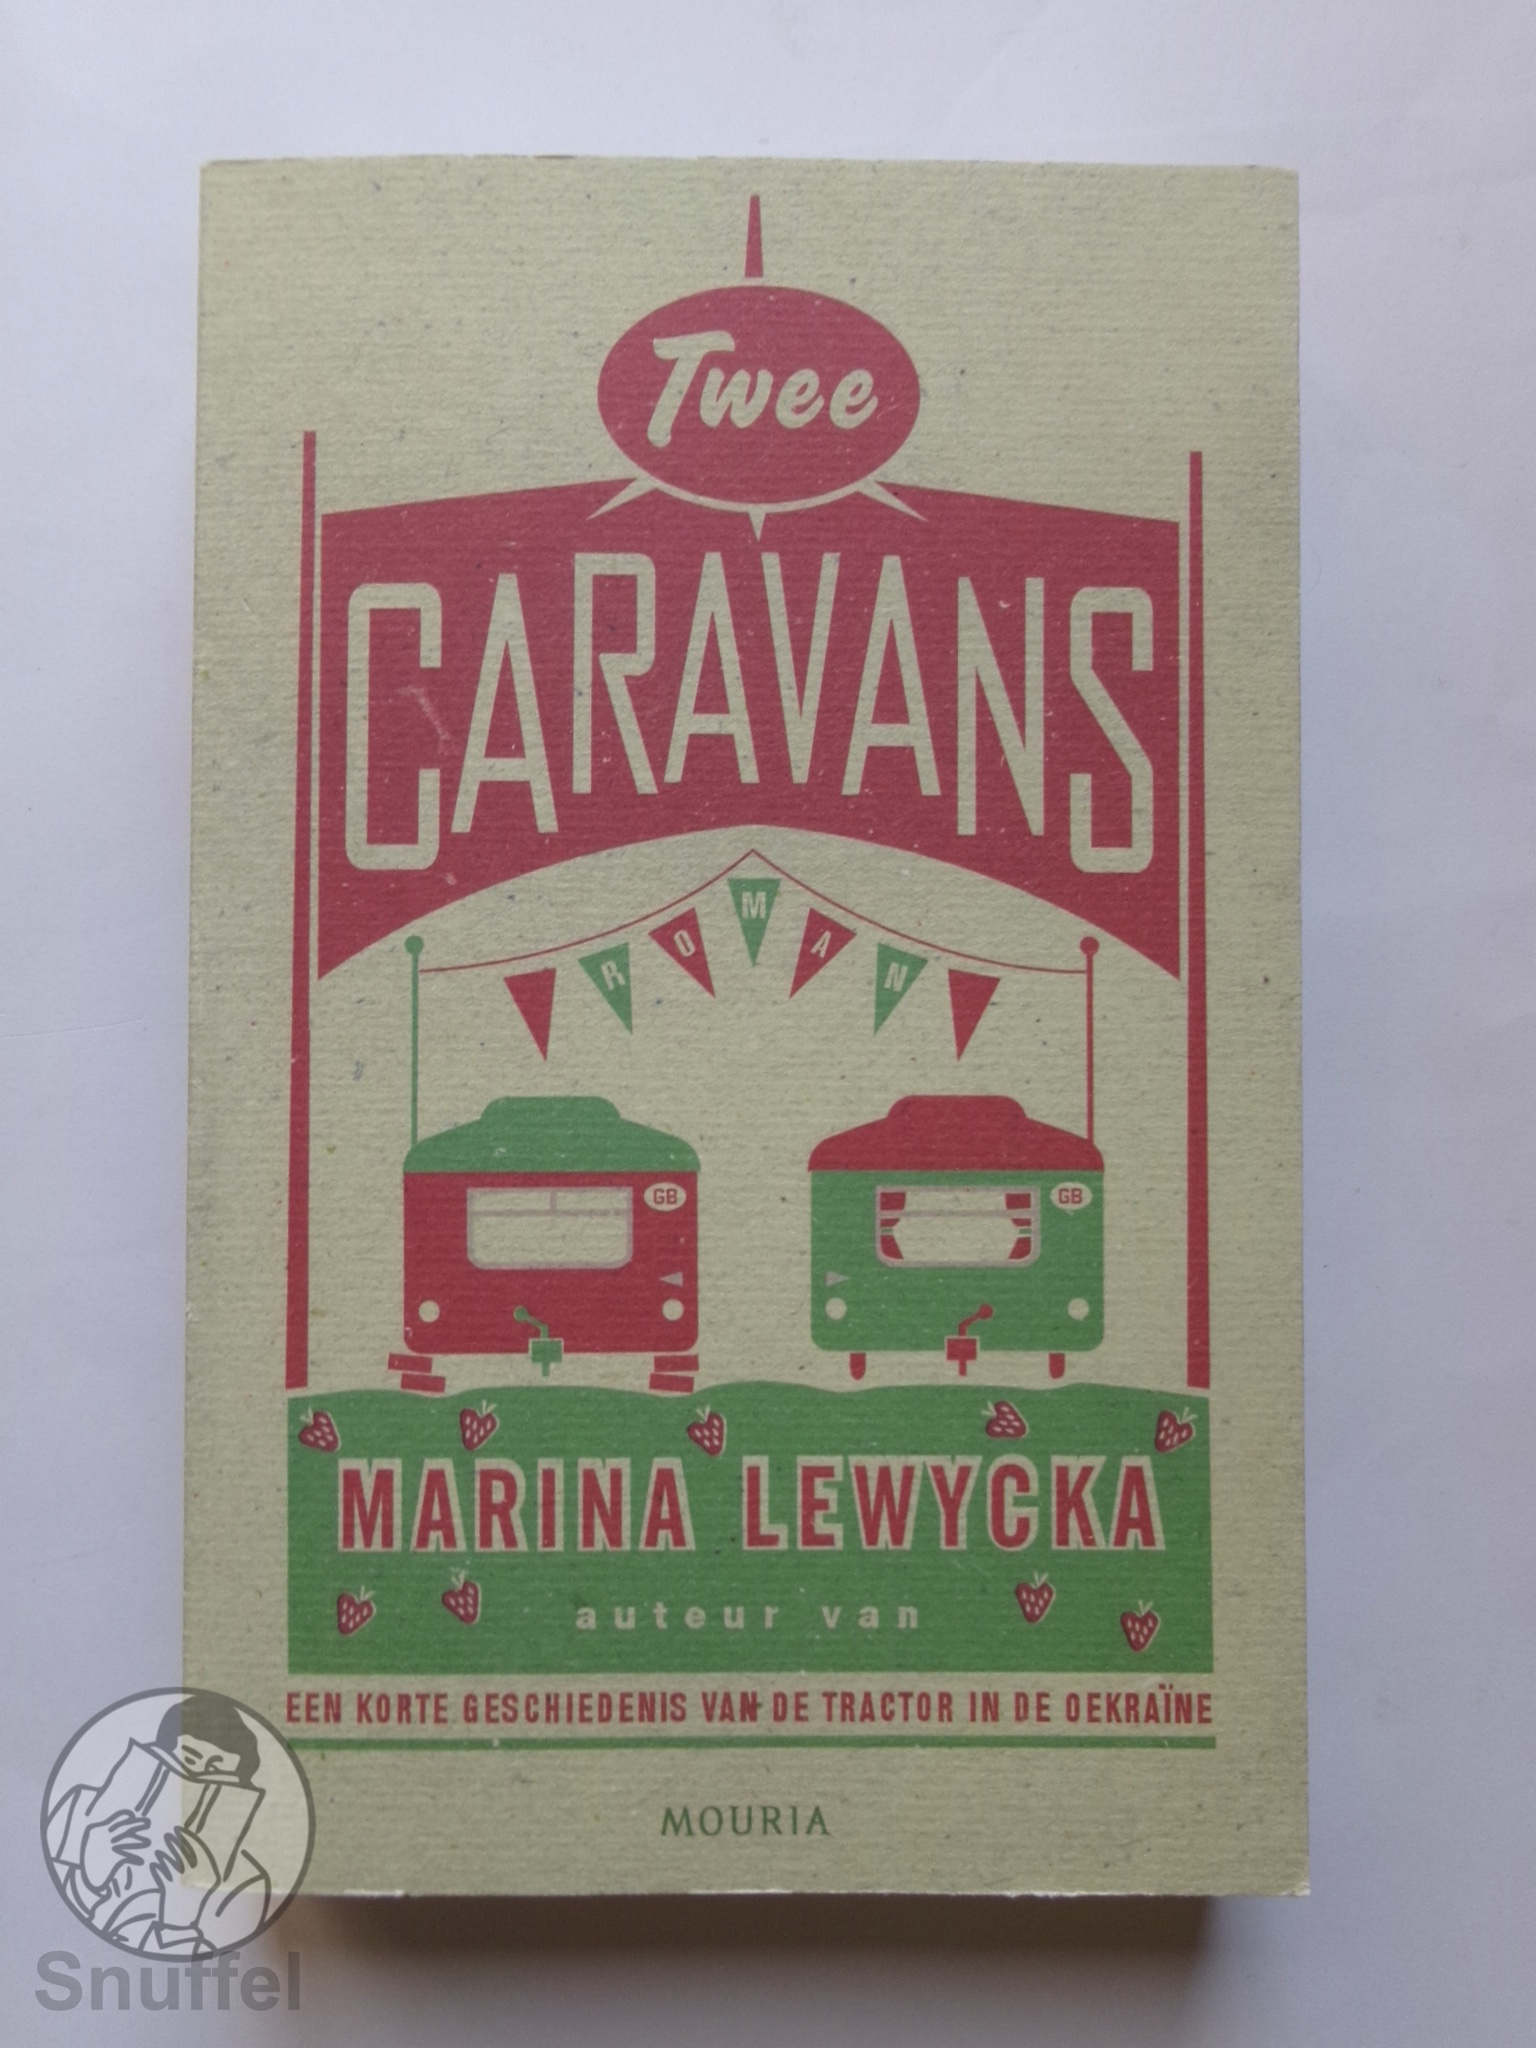 Twee
CARAVANS
ROMAN
GB
GB
MARINA LEWYCKA
auteur van
EEN KORTE GESCHIEDENIS VAN DE TRACTOR IN DE OEKRAÏNE
MOURIA
Snuffel